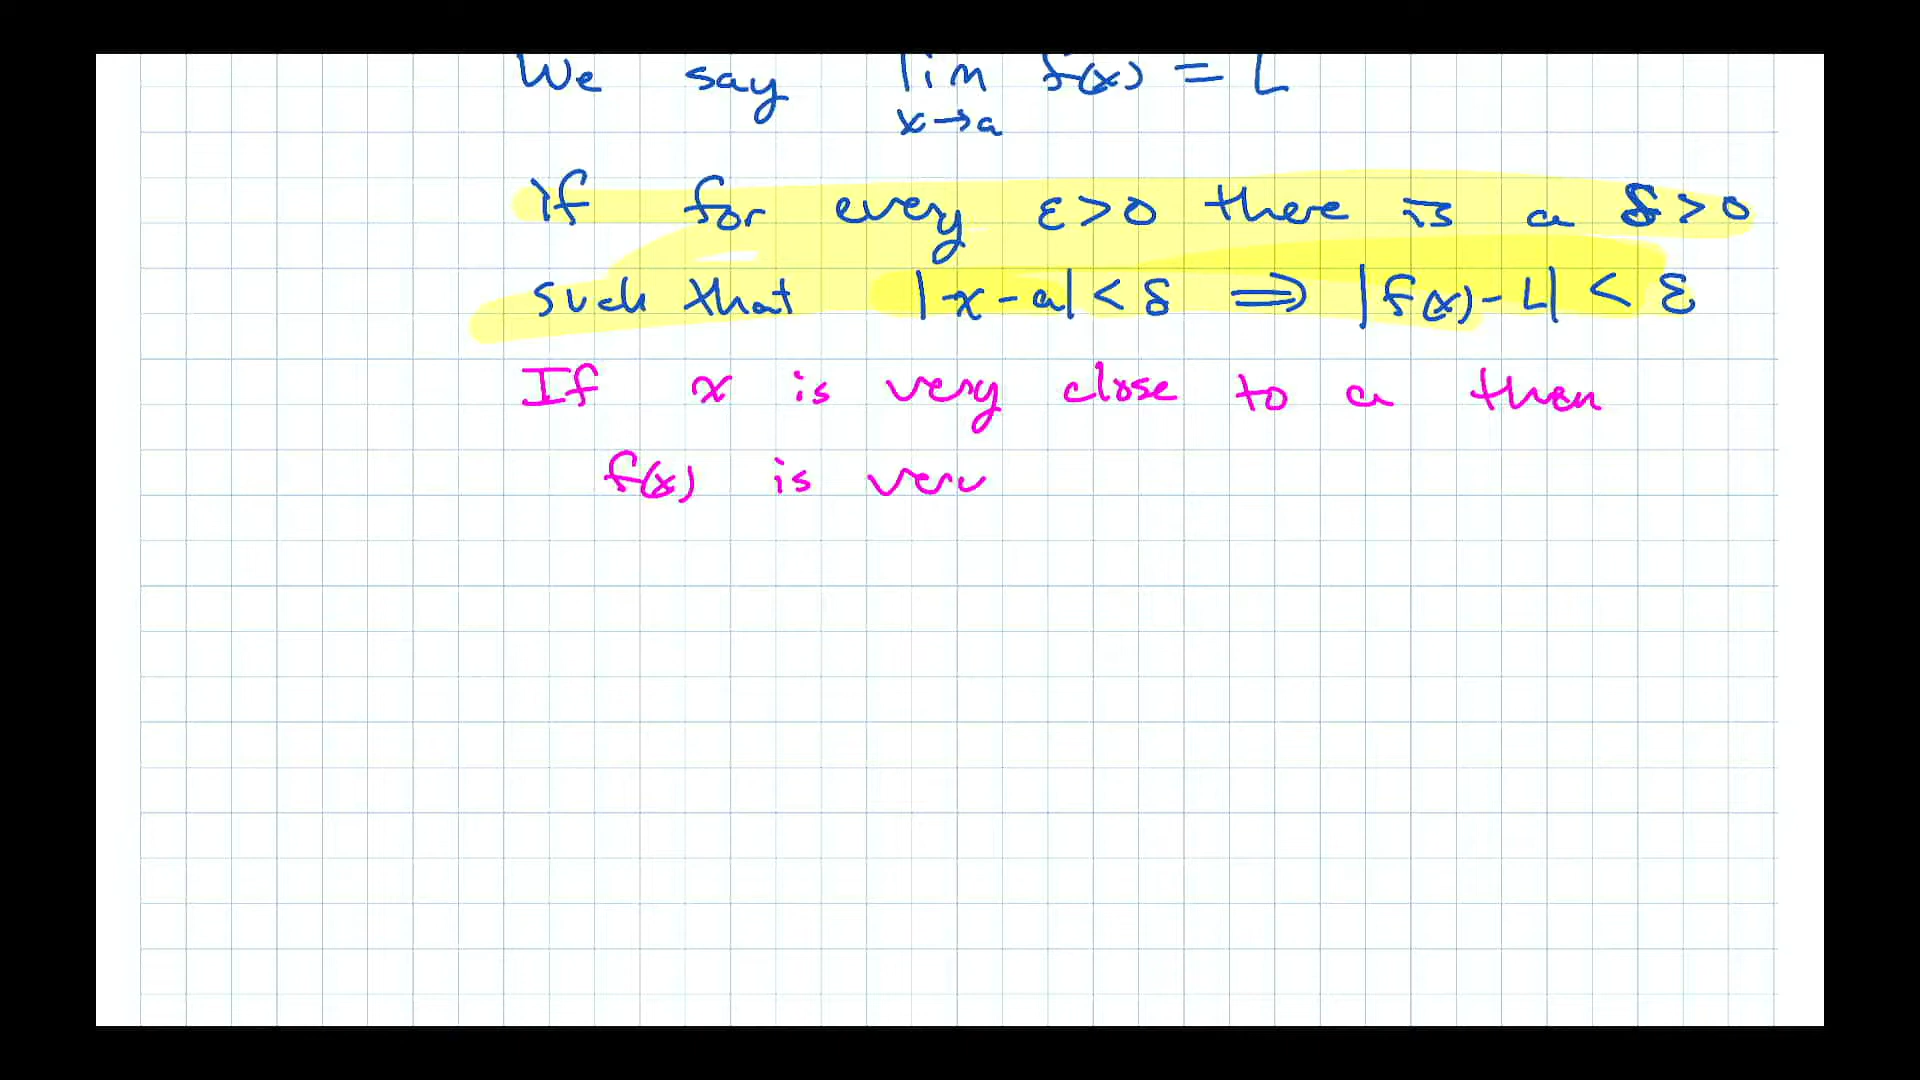 We say lim f(x) = L
x→a
if for every ε>0 there is a δ>0
such that |x-a| < δ ⟹ |f(x)-L| < ε
If x is very close to a then
f(x) is very